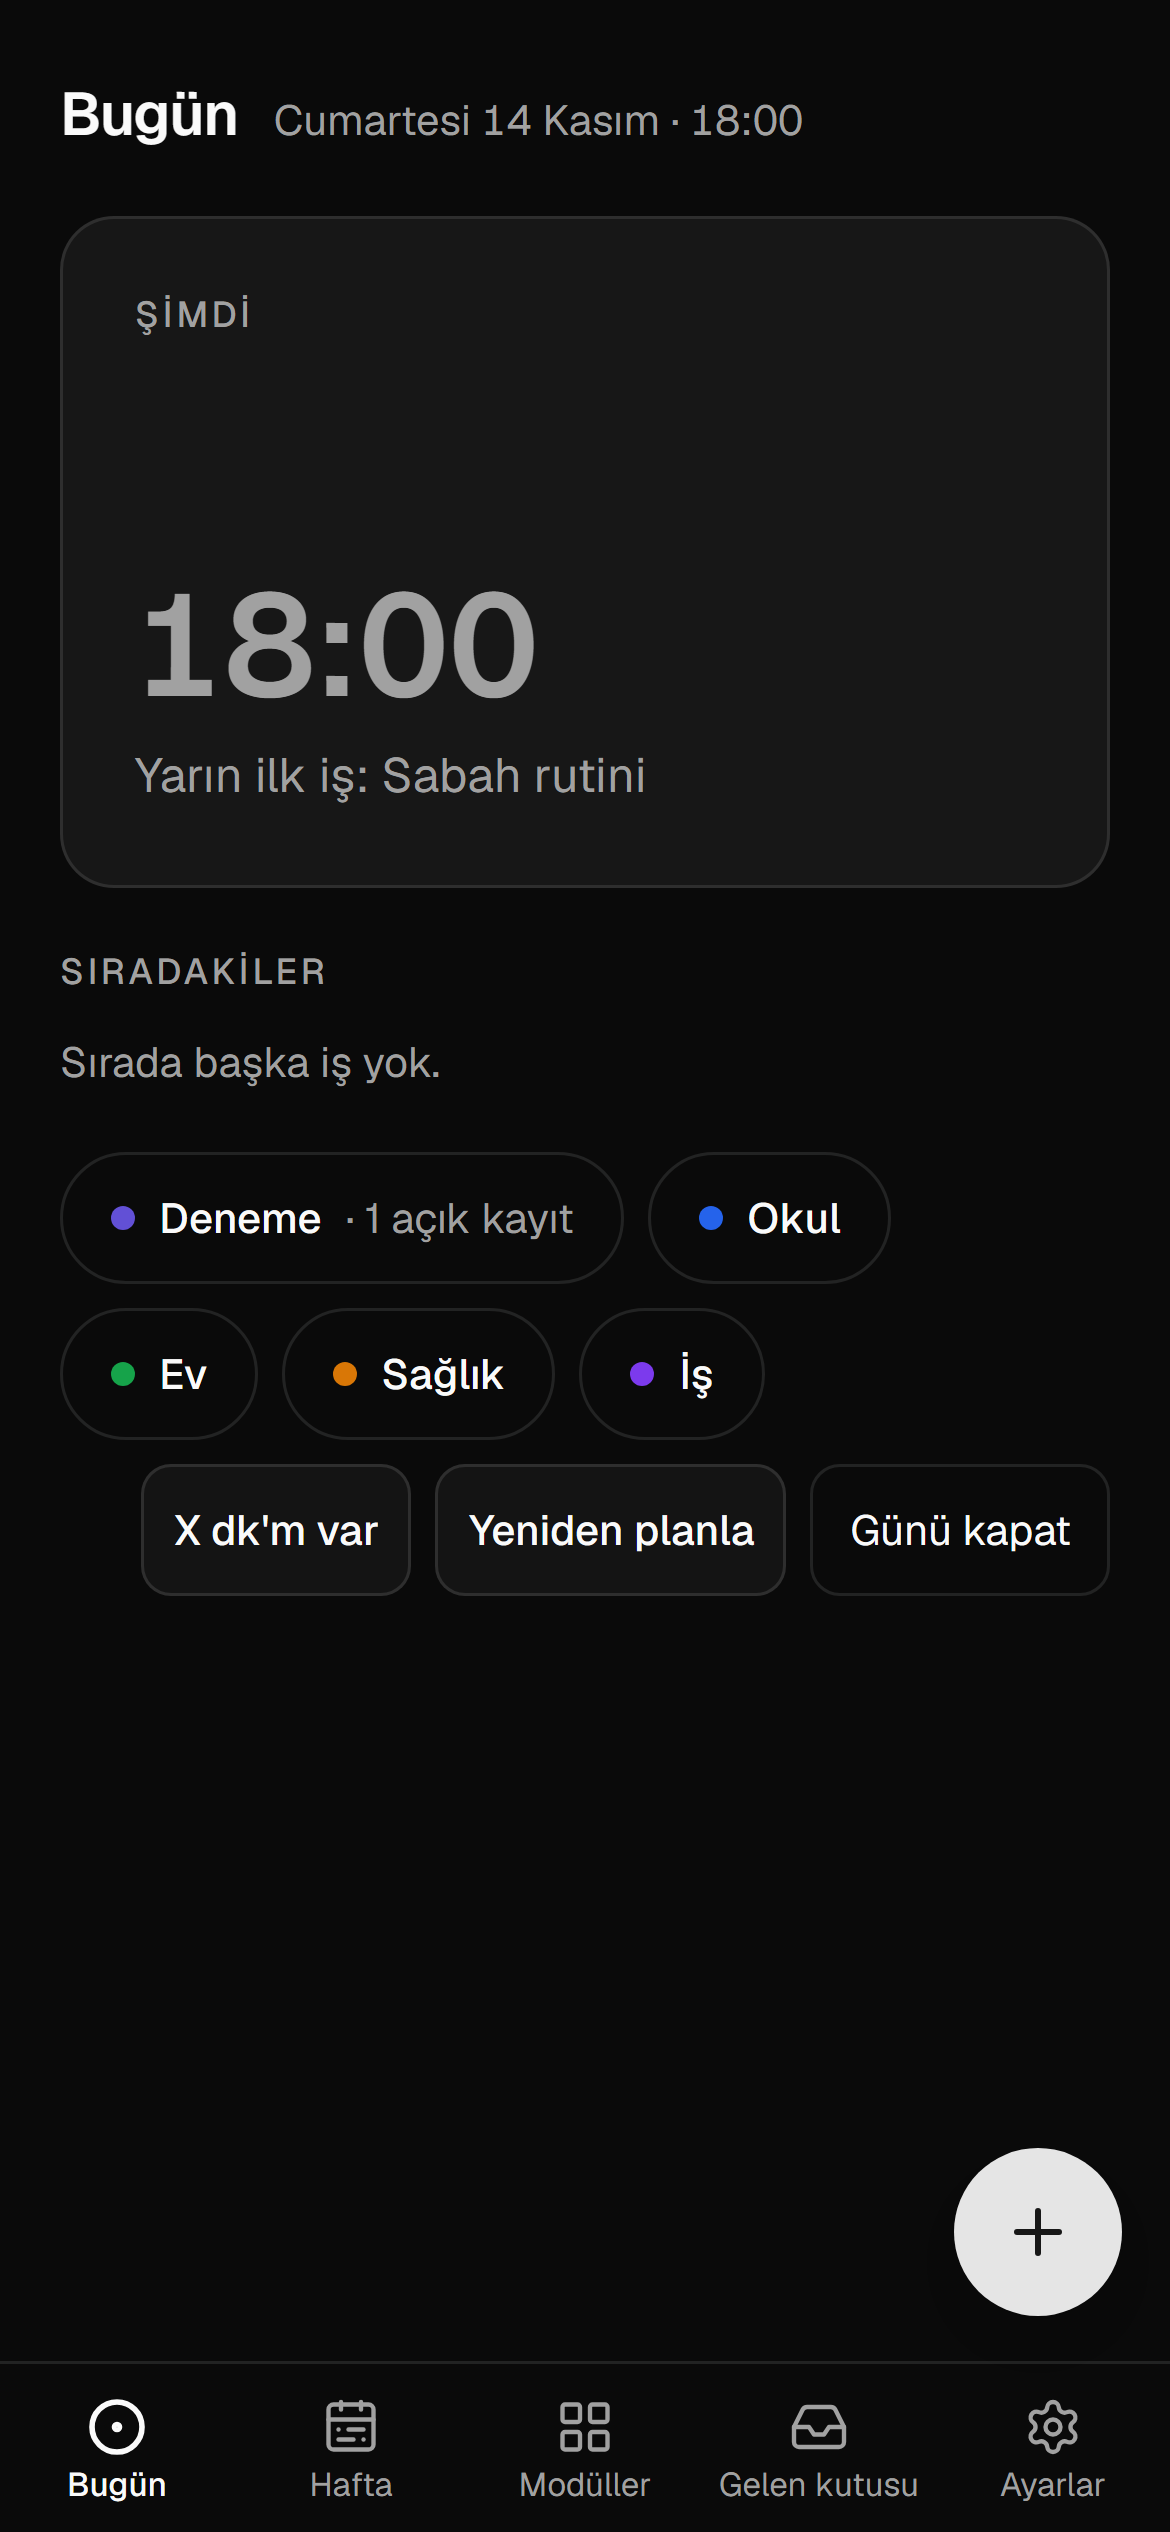 Bugün Cumartesi 14 Kasım · 18:00
ŞİMDİ
18:00
Yarın ilk iş: Sabah rutini
SIRADAKİLER
Sırada başka iş yok.
Deneme · 1 açık kayıt Okul
Ev Sağlık İş
X dk'm var Yeniden planla Günü kapat
Bugün Hafta Modüller Gelen kutusu Ayarlar